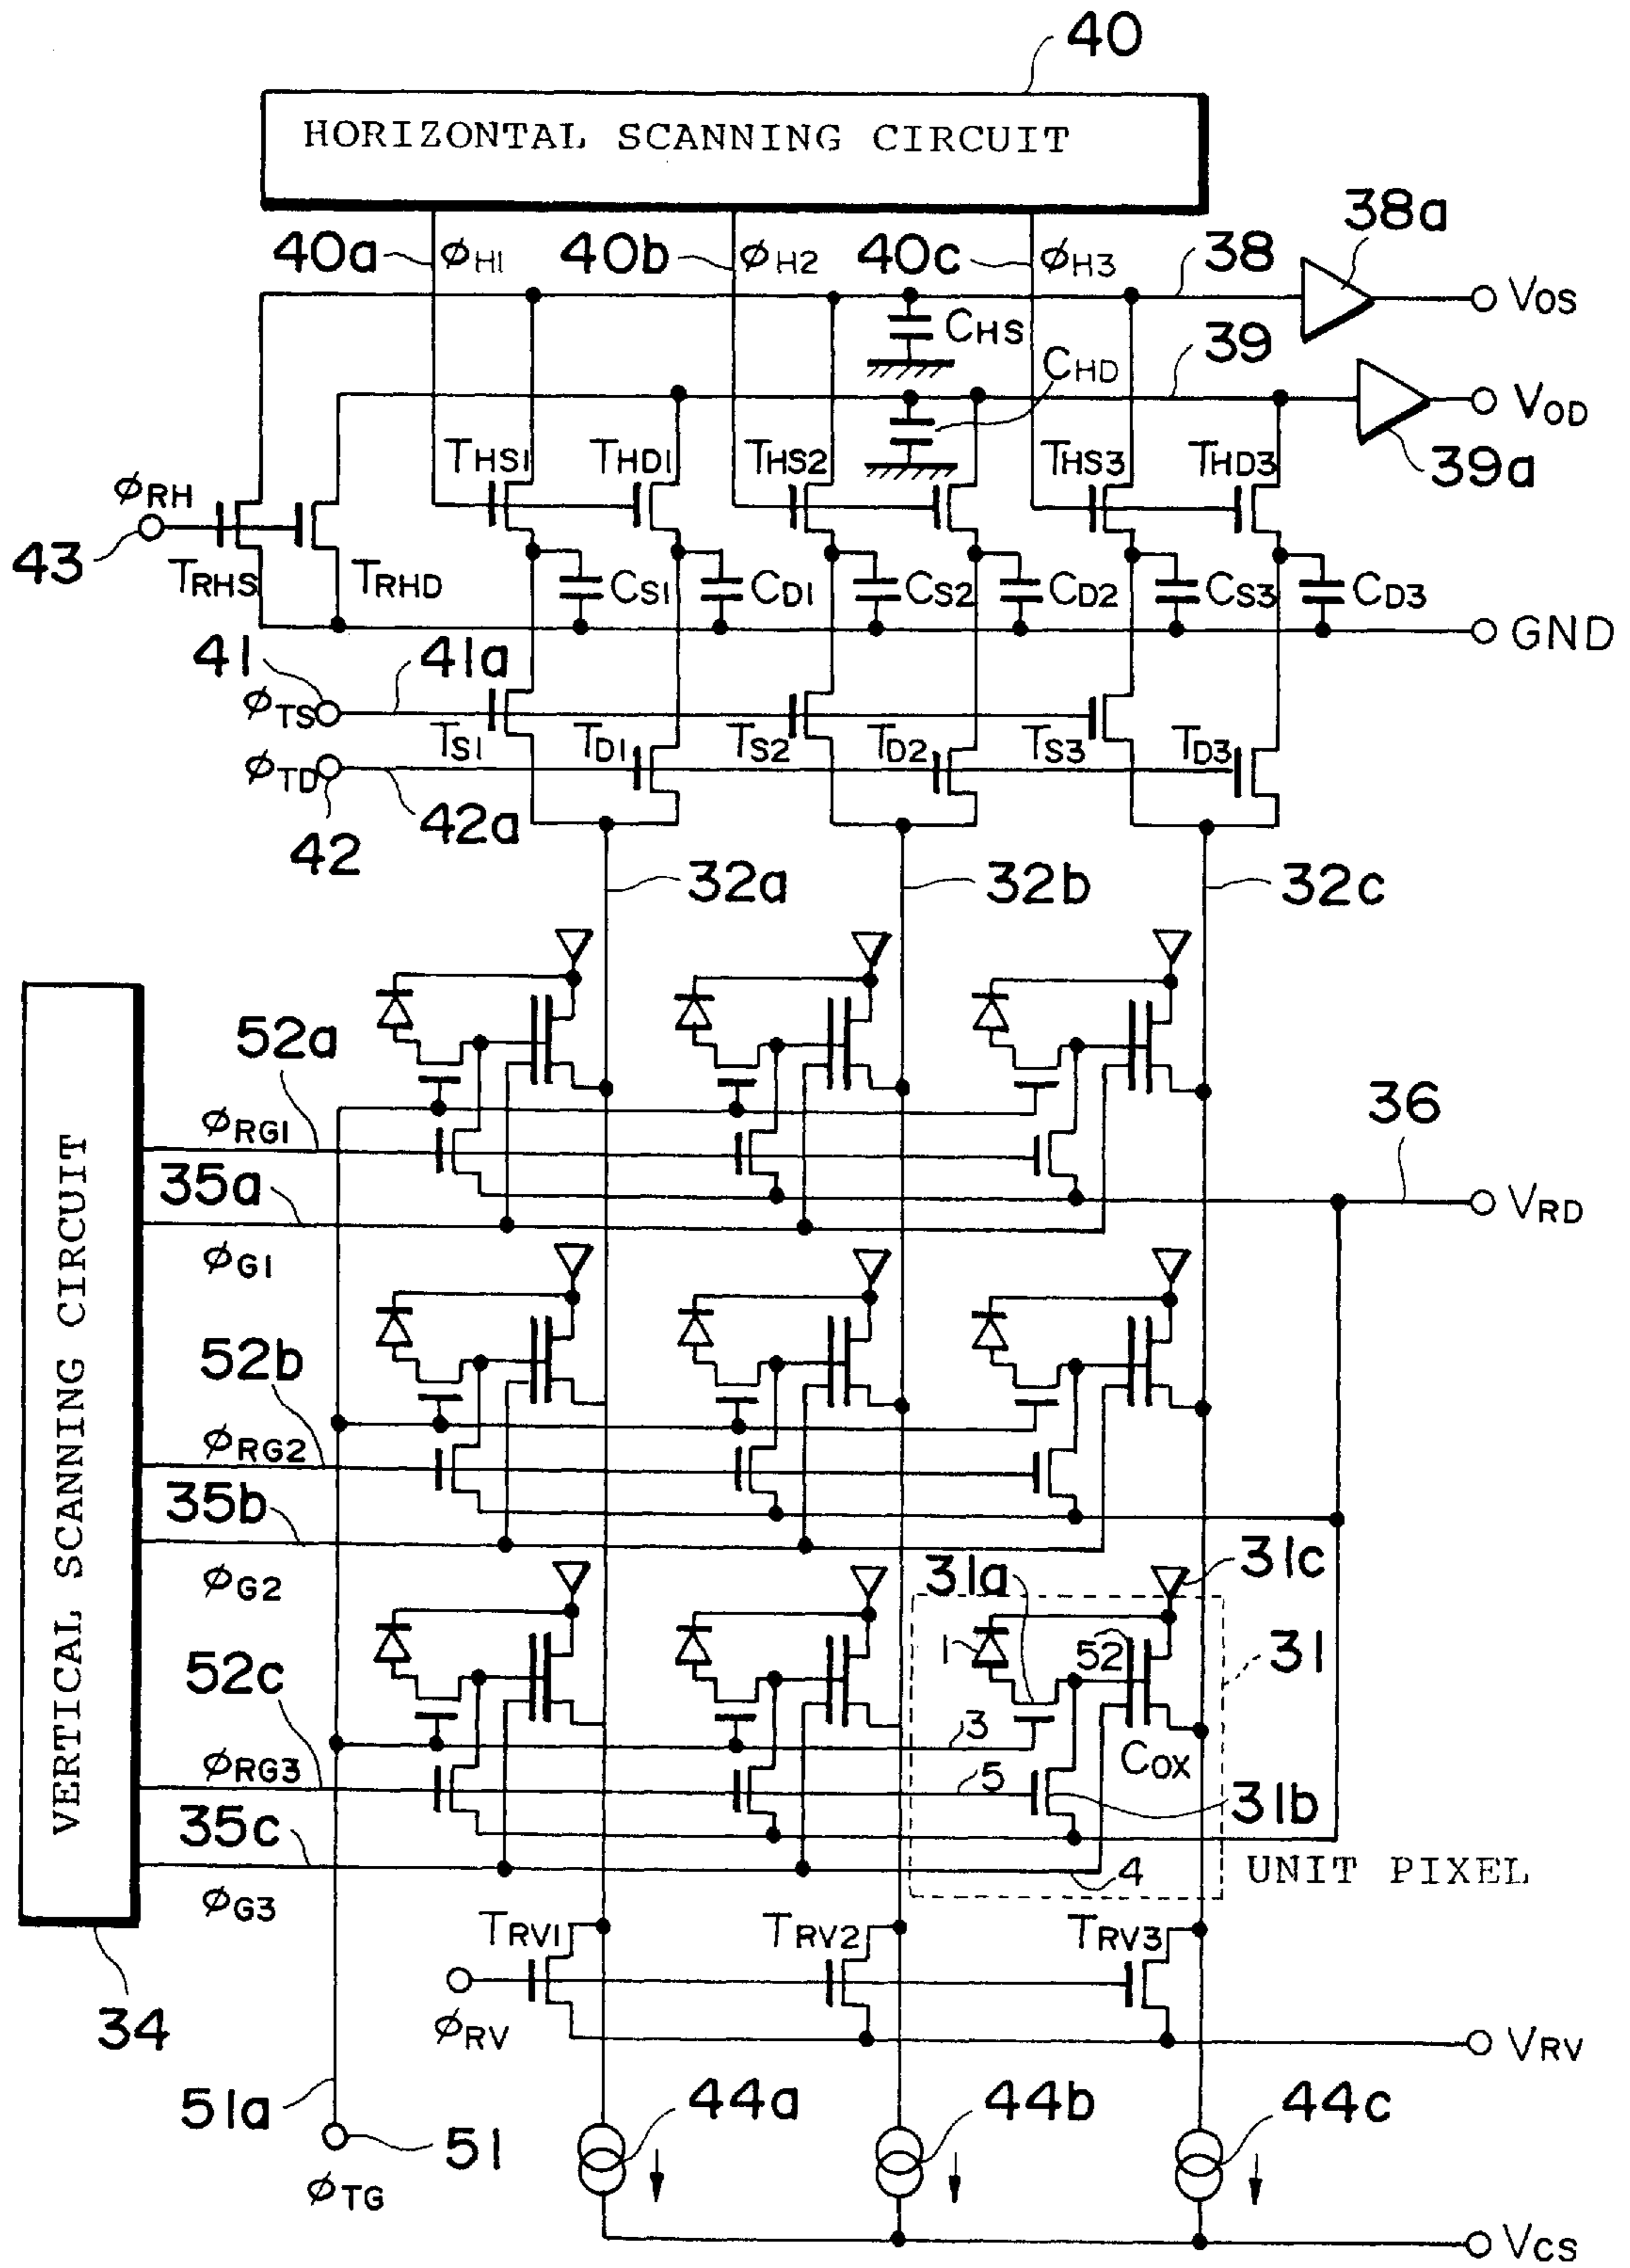 40
HORIZONTAL SCANNING CIRCUIT
38a
40a ϕH1 40b ϕH2 40c ϕH3 38
VOS
CHS
39
CHD
VOD
THS1 THD1 THS2 THS3 THD3
39a
ϕRH
43
TRHS TRHD CS1 CD1 CS2 CD2 CS3 CD3
GND
41 41a
ϕTS
TS1 TD1 TS2 TD2 TS3 TD3
ϕTD
42a
42
32a 32b 32c
52a
36
ϕRG1
35a
VRD
ϕG1
52b
ϕRG2
35b
31a 31c
ϕG2
1 52 31
52c
3
COX
ϕRG3
5
31b
35c
4 UNIT PIXEL
ϕG3
VERTICAL SCANNING CIRCUIT
TRV1 TRV2 TRV3
34
ϕRV
VRV
51a 44a 44b 44c
51
ϕTG
VCS